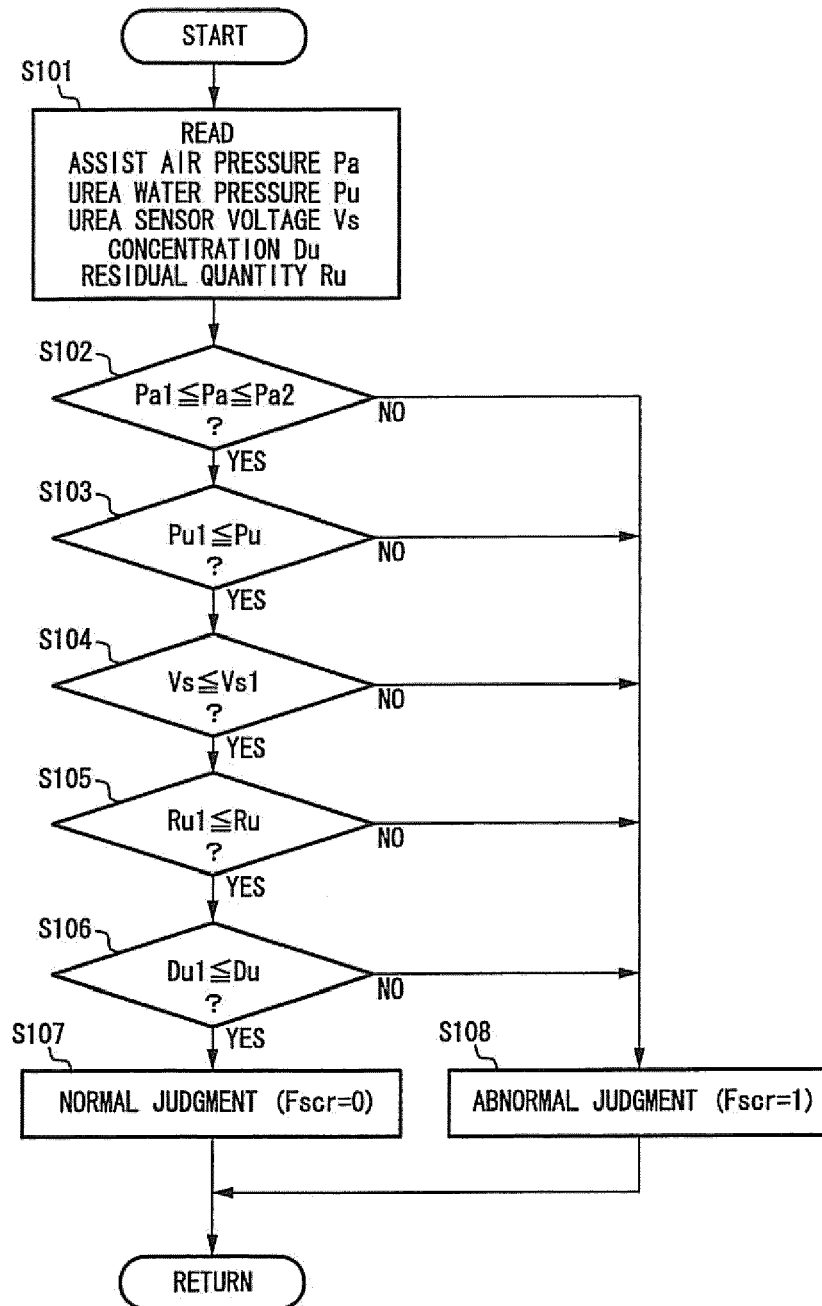 START
S101
READ
ASSIST AIR PRESSURE Pa
UREA WATER PRESSURE Pu
UREA SENSOR VOLTAGE Vs
CONCENTRATION Du
RESIDUAL QUANTITY Ru
S102
Pa1≦Pa≦Pa2
?
NO
YES
S103
Pu1≦Pu
?
NO
YES
S104
Vs≦Vs1
?
NO
YES
S105
Ru1≦Ru
?
NO
YES
S106
Du1≦Du
?
NO
YES
S107
NORMAL JUDGMENT (Fscr=0)
S108
ABNORMAL JUDGMENT (Fscr=1)
RETURN